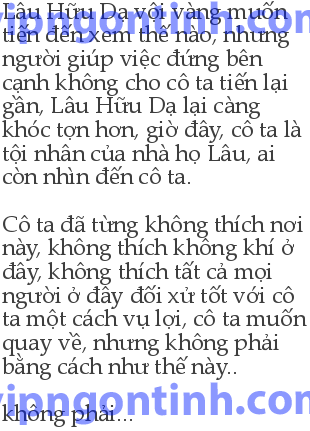 Lâu Hữu Dạ vội vàng muốn
tiến đến xem thế nào, nhưng
người giúp việc đứng bên
cạnh không cho cô ta tiến lại
gần, Lâu Hữu Dạ lại càng
khóc tợn hơn, giờ đây, cô ta là
tội nhân của nhà họ Lâu, ai
còn nhìn đến cô ta.
Cô ta đã từng không thích nơi
này, không thích không khí ở
đây, không thích tất cả mọi
người ở đây đối xử tốt với cô
ta một cách vụ lợi, cô ta muốn
quay về, nhưng không phải
bằng cách như thế này..
vipngontinh.com
không phải...